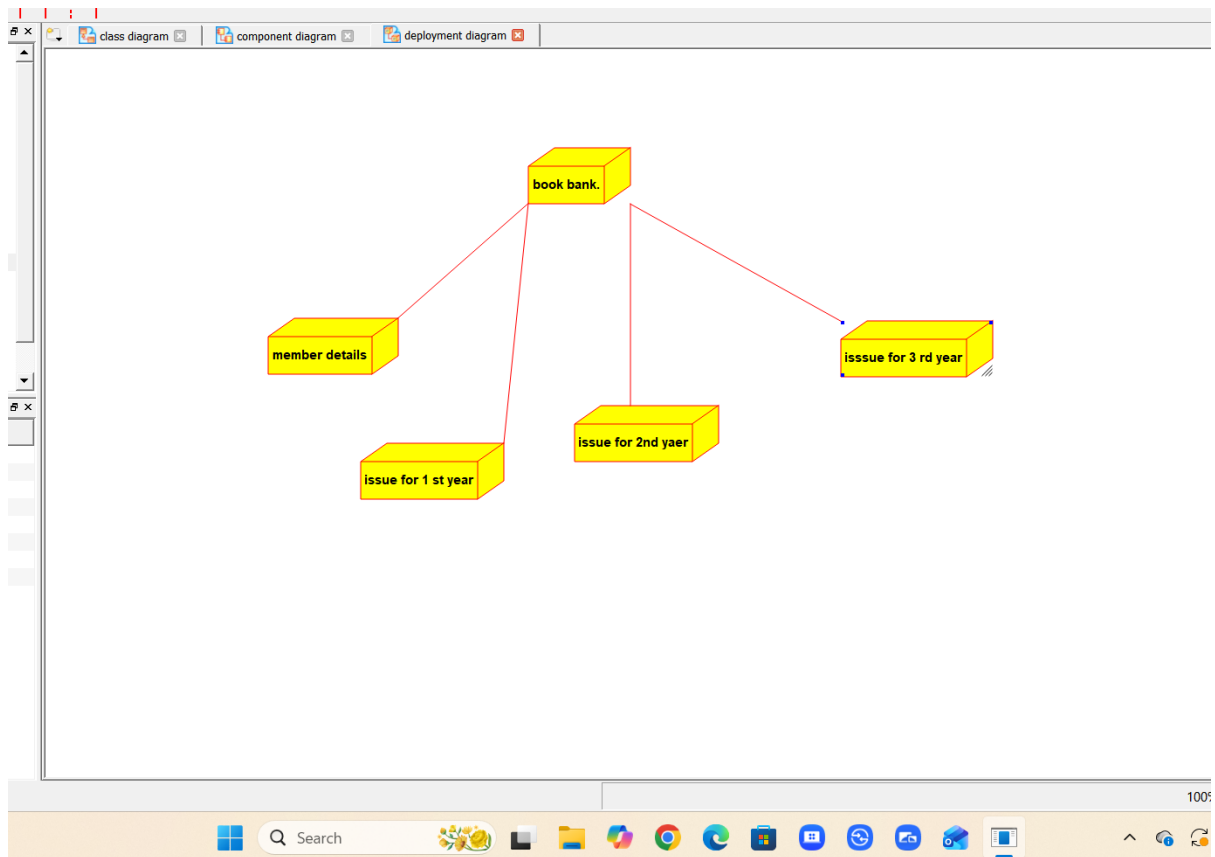 class diagram
component diagram
deployment diagram
book bank.
member details
isssue for 3 rd year
issue for 2nd yaer
issue for 1 st year
100%
Search